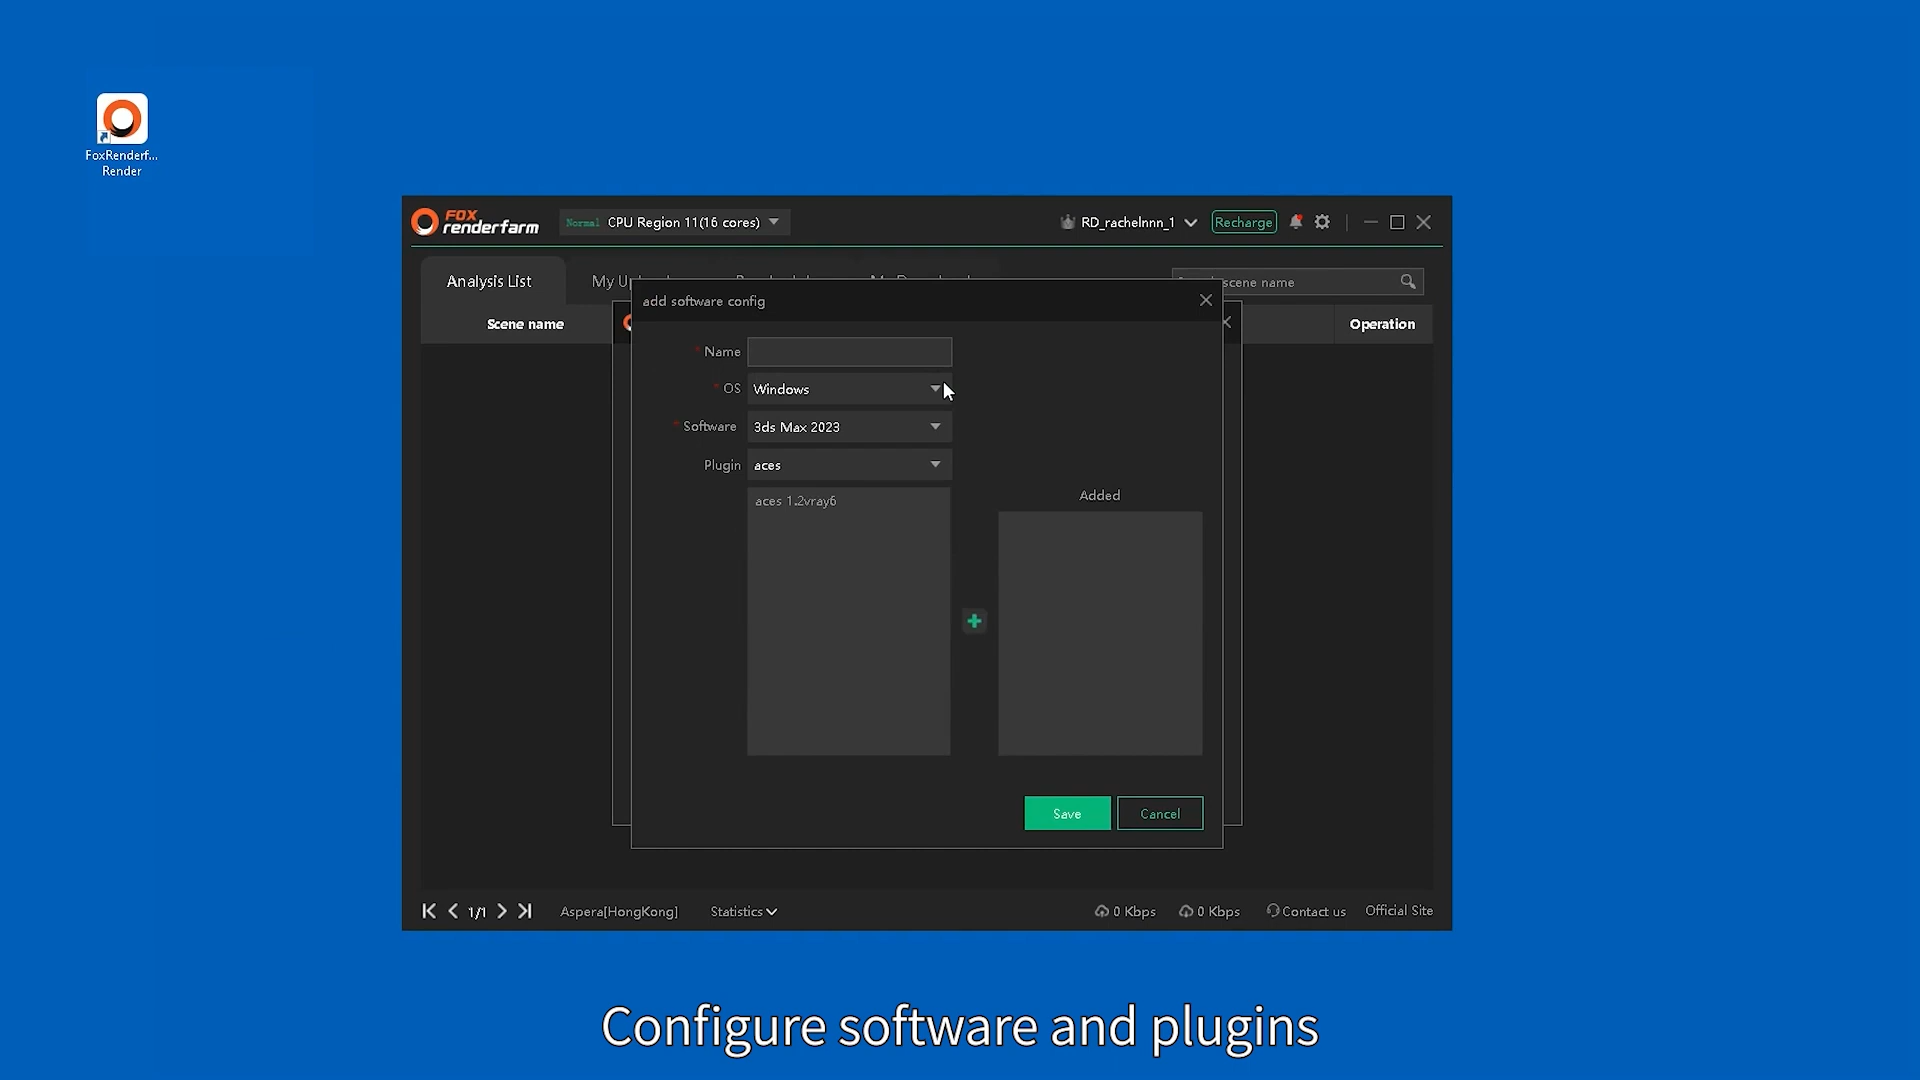 FoxRenderf...
Render
FOX
renderfarm
Normal CPU Region 11(16 cores)
RD_rachelnnn_1
Recharge
Analysis List
My
scene name
Scene name
Operation
add software config
* Name
* OS Windows
* Software 3ds Max 2023
Plugin aces
aces 1.2vray6
Added
Save
Cancel
1/1
Aspera[HongKong]
Statistics
0 Kbps
0 Kbps
Contact us
Official Site
Configure software and plugins